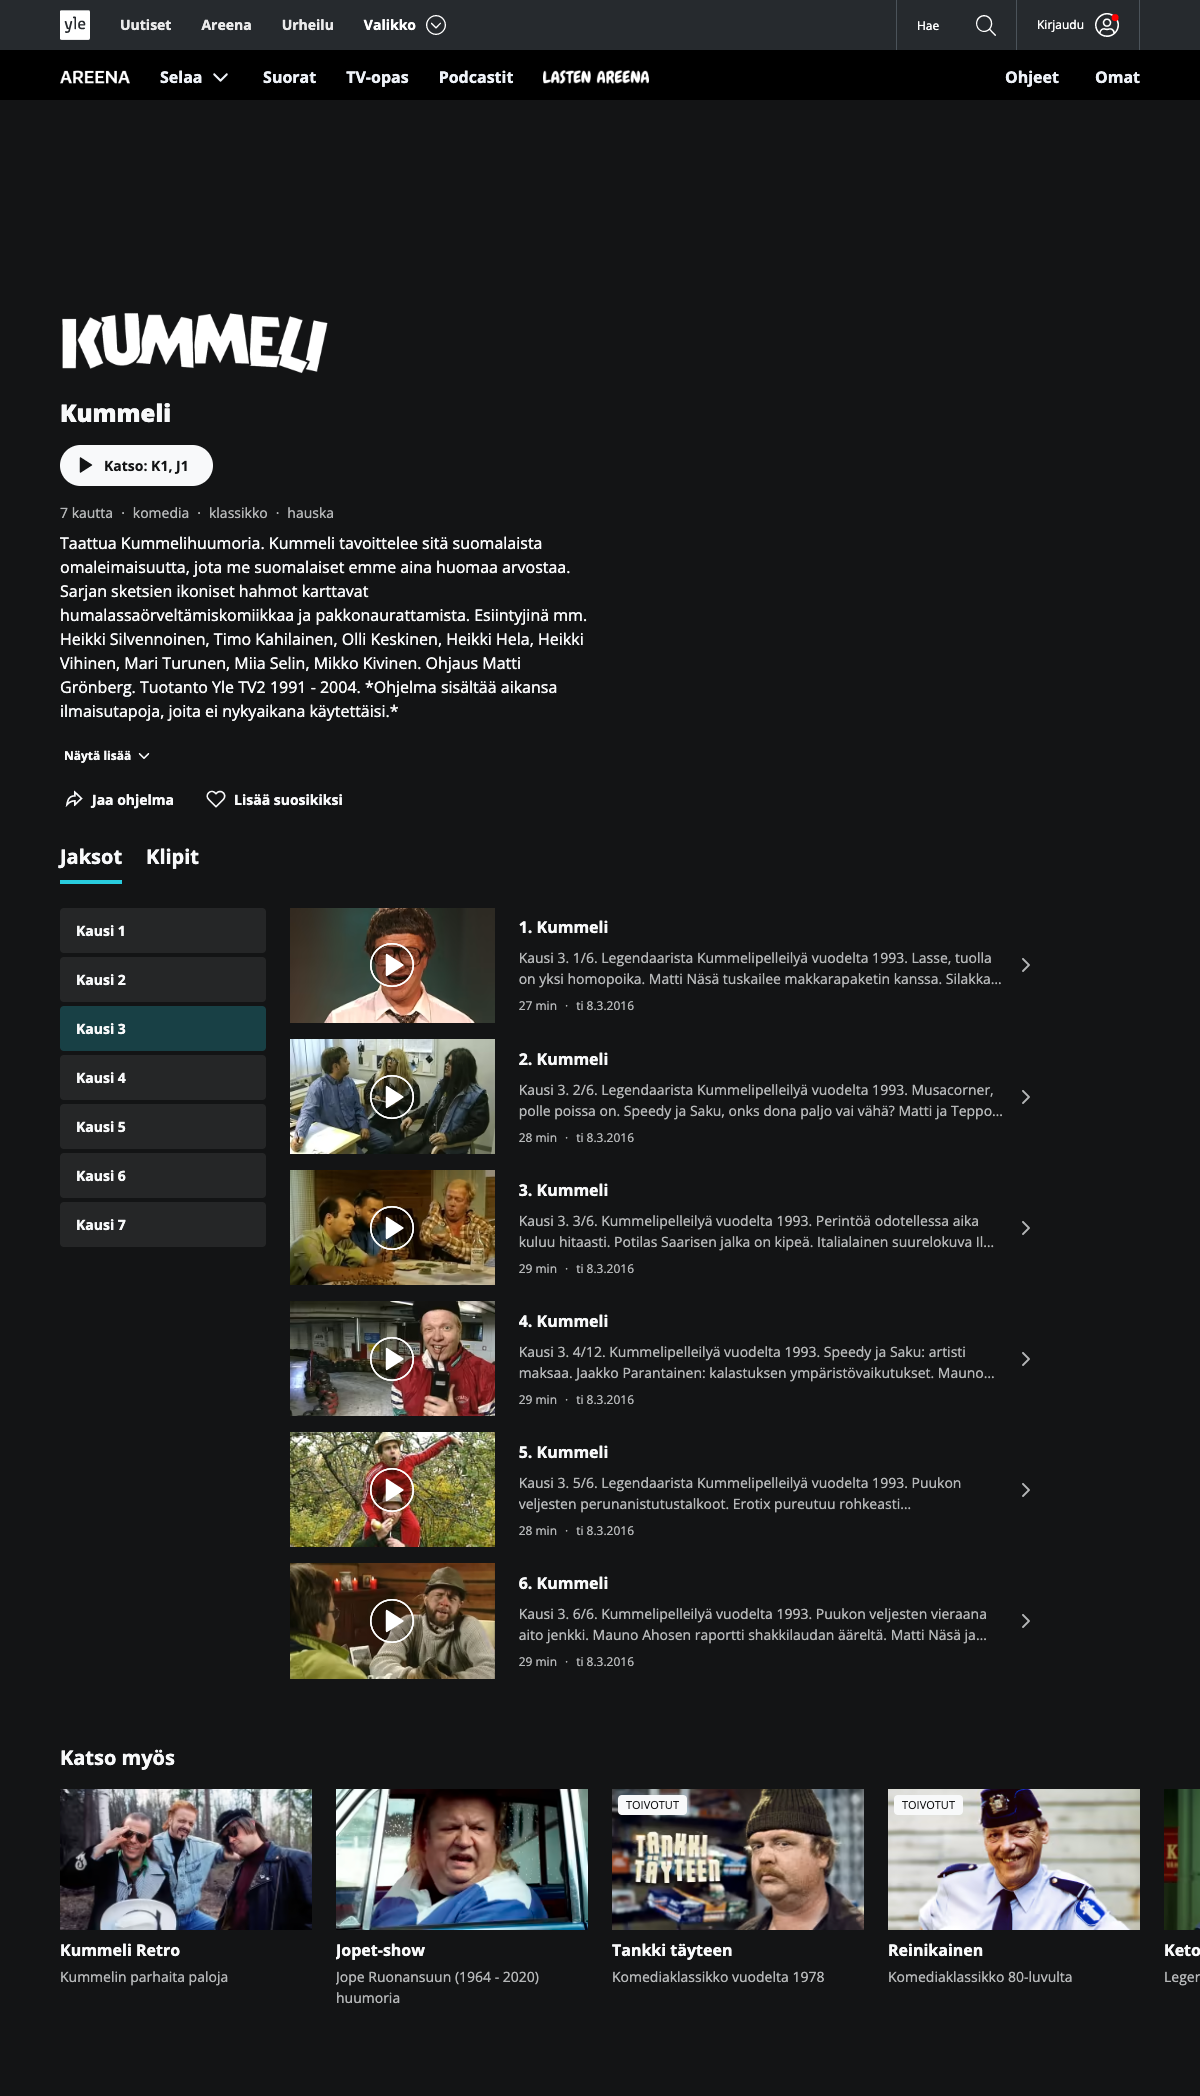 yle Uutiset Areena Urheilu Valikko Hae Kirjaudu
AREENA Selaa Suorat TV-opas Podcastit LASTEN AREENA Ohjeet Omat
KUMMELI
Kummeli
Katso: K1, J1
7 kautta · komedia · klassikko · hauska
Taattua Kummelihuumoria. Kummeli tavoittelee sitä suomalaista
omaleimaisuutta, jota me suomalaiset emme aina huomaa arvostaa.
Sarjan sketsien ikoniset hahmot karttavat
humalassaörveltämiskomiikkaa ja pakkonaurattamista. Esiintyjinä mm.
Heikki Silvennoinen, Timo Kahilainen, Olli Keskinen, Heikki Hela, Heikki
Vihinen, Mari Turunen, Miia Selin, Mikko Kivinen. Ohjaus Matti
Grönberg. Tuotanto Yle TV2 1991 - 2004. *Ohjelma sisältää aikansa
ilmaisutapoja, joita ei nykyaikana käytettäisi.*
Näytä lisää
Jaa ohjelma Lisää suosikiksi
Jaksot Klipit
Kausi 1
Kausi 2
Kausi 3
Kausi 4
Kausi 5
Kausi 6
Kausi 7
1. Kummeli
Kausi 3. 1/6. Legendaarista Kummelipelleilyä vuodelta 1993. Lasse, tuolla
on yksi homopoika. Matti Näsä tuskailee makkarapaketin kanssa. Silakka...
27 min · ti 8.3.2016
2. Kummeli
Kausi 3. 2/6. Legendaarista Kummelipelleilyä vuodelta 1993. Musacorner,
polle poissa on. Speedy ja Saku, onks dona paljo vai vähä? Matti ja Teppo...
28 min · ti 8.3.2016
3. Kummeli
Kausi 3. 3/6. Kummelipelleilyä vuodelta 1993. Perintöä odotellessa aika
kuluu hitaasti. Potilas Saarisen jalka on kipeä. Italialainen suurelokuva Il...
29 min · ti 8.3.2016
4. Kummeli
Kausi 3. 4/12. Kummelipelleilyä vuodelta 1993. Speedy ja Saku: artisti
maksaa. Jaakko Parantainen: kalastuksen ympäristövaikutukset. Mauno...
29 min · ti 8.3.2016
5. Kummeli
Kausi 3. 5/6. Legendaarista Kummelipelleilyä vuodelta 1993. Puukon
veljesten perunanistutustalkoot. Erotix pureutuu rohkeasti...
28 min · ti 8.3.2016
6. Kummeli
Kausi 3. 6/6. Kummelipelleilyä vuodelta 1993. Puukon veljesten vieraana
aito jenkki. Mauno Ahosen raportti shakkilaudan ääreltä. Matti Näsä ja...
29 min · ti 8.3.2016
Katso myös
Kummeli Retro
Kummelin parhaita paloja
Jopet-show
Jope Ruonansuun (1964 - 2020)
huumoria
TOIVOTUT
TANKKI
TÄYTEEN
Tankki täyteen
Komediaklassikko vuodelta 1978
TOIVOTUT
Reinikainen
Komediaklassikko 80-luvulta
Keto
Leger